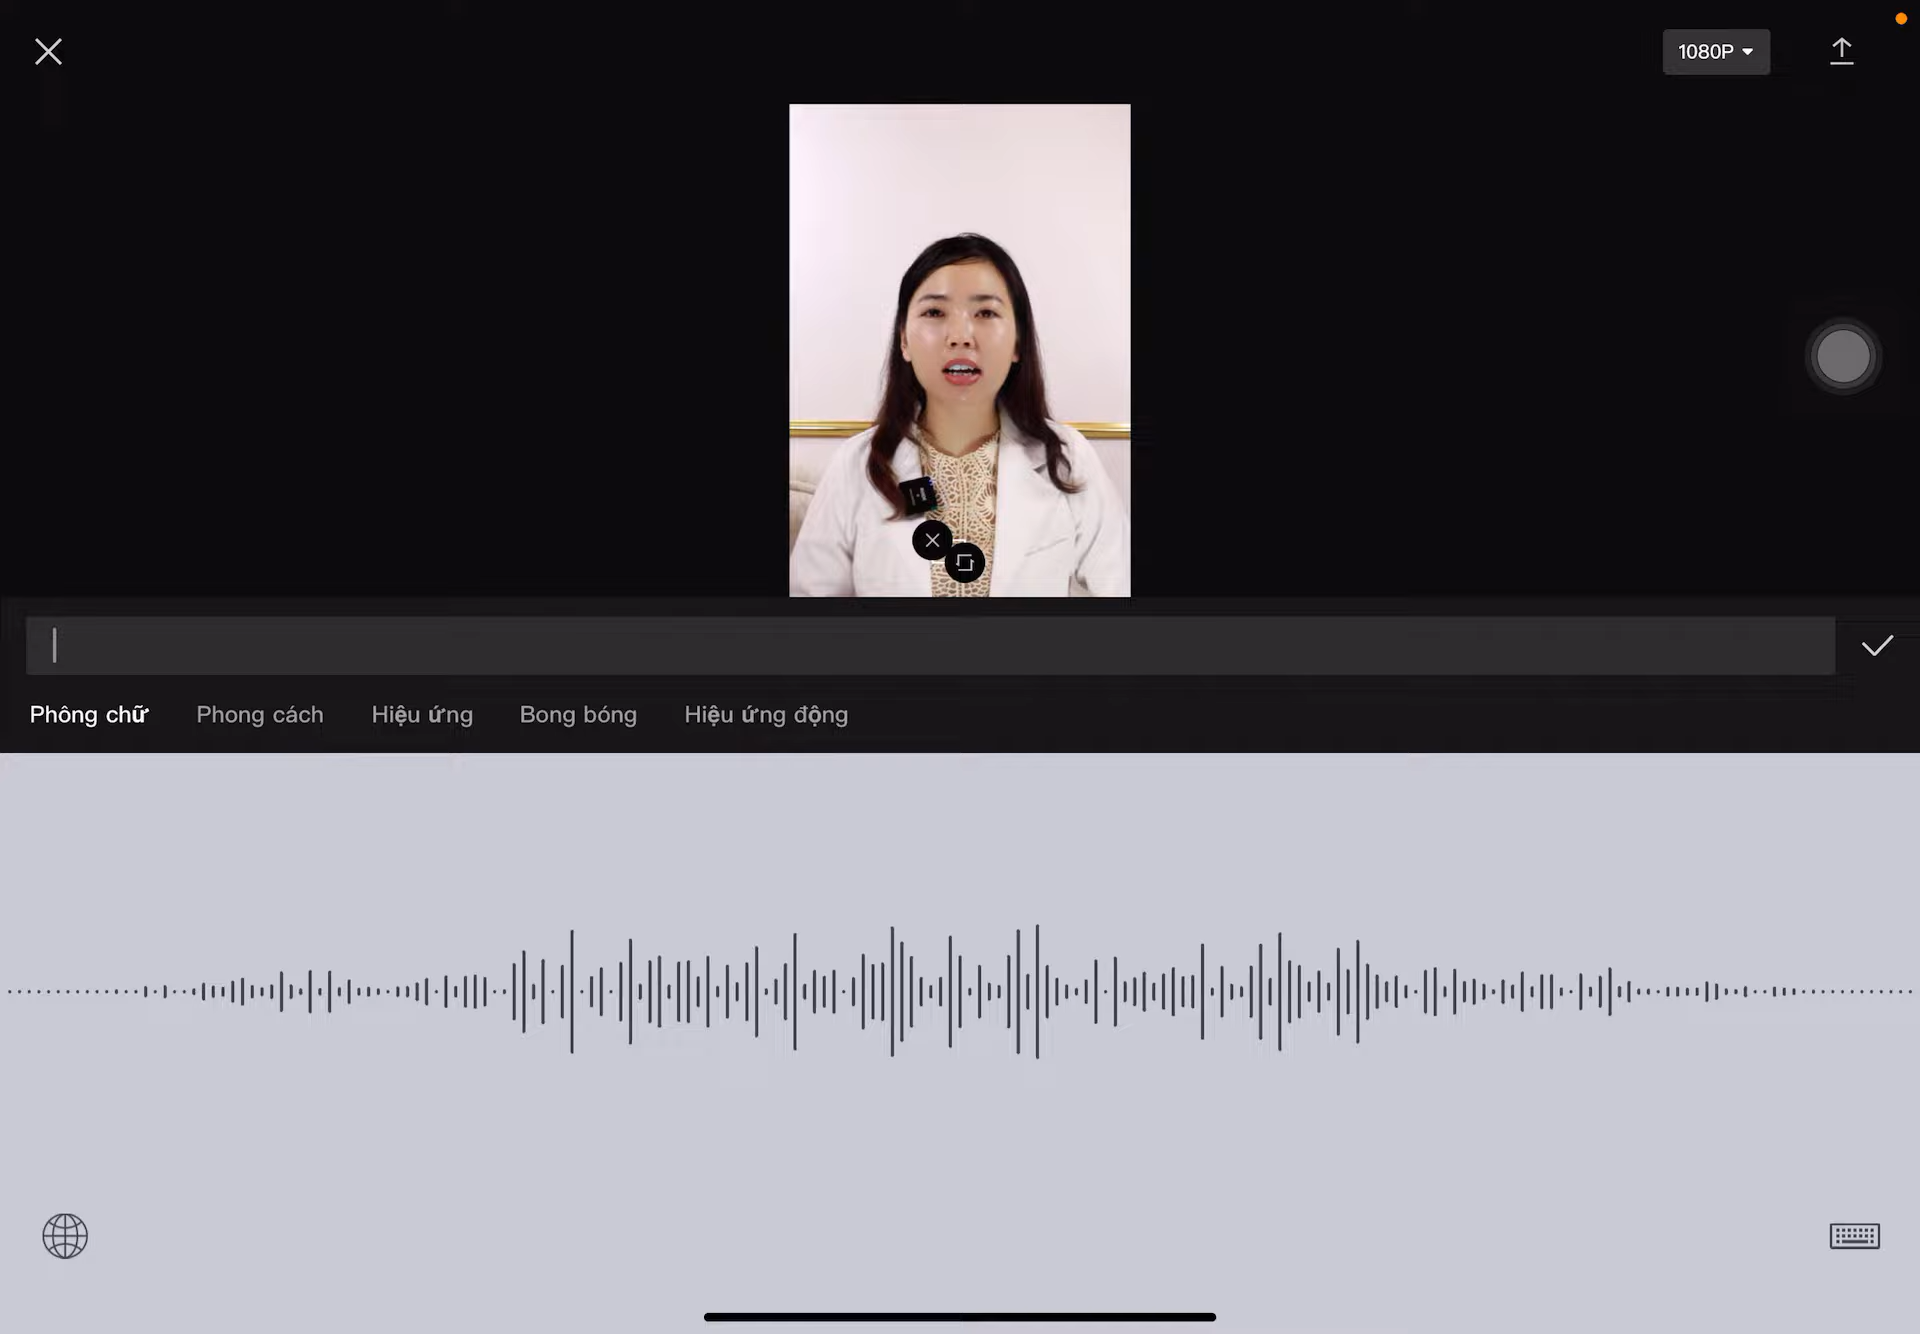 1080P
Phông chữ
Phong cách
Hiệu ứng
Bong bóng
Hiệu ứng động